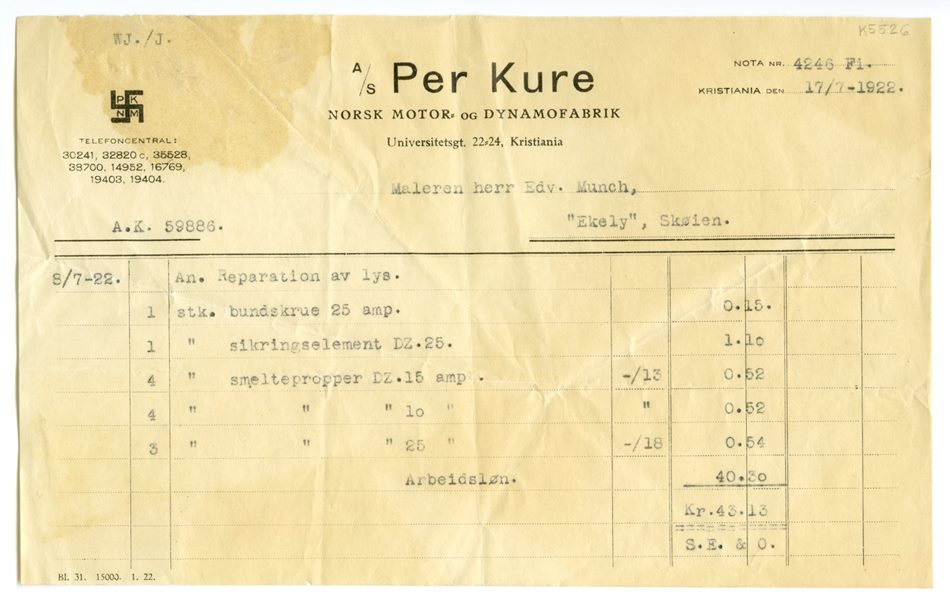 K5526
WJ./J.
NOTA NR. 4246 Fi.
A/S Per Kure
KRISTIANIA DEN 17/7-1922.
P K
N M
NORSK MOTOR- OG DYNAMOFABRIK
TELEFONCENTRAL:
Universitetsgt. 22-24, Kristiania
30241, 32820 c, 35528,
38700, 14952, 16769,
19403, 19404.
Maleren herr Edv. Munch,
A.K. 59886.
"Ekely", Skøien.
8/7-22. An. Reparation av lys.
1 stk. bundskrue 25 amp. 0.15.
1 " sikringselement DZ.25. 1.10
4 " smeltepropper DZ.15 amp . -/13 0.52
4 " " " 10 " " 0.52
3 " " " 25 " -/18 0.54
Arbeidsløn. 40.30
Kr.43.13
S.E. & O.
Bl. 31. 15000. 1. 22.